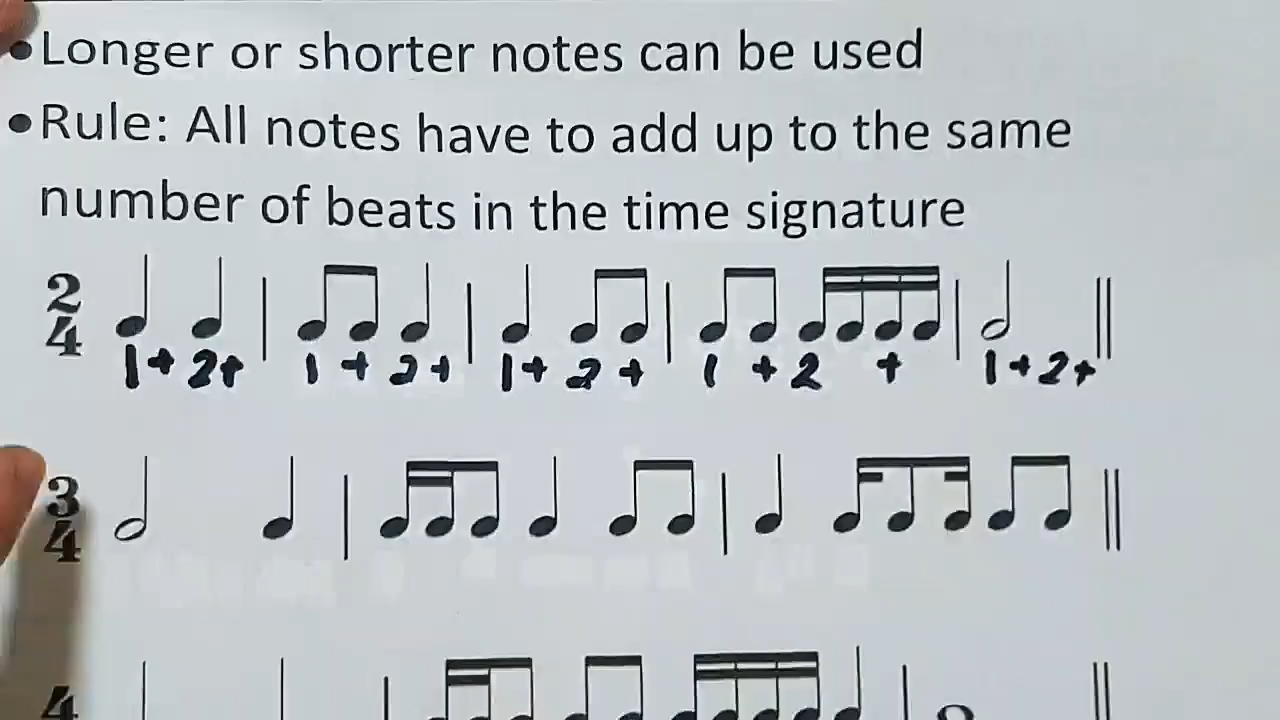 •Longer or shorter notes can be used
•Rule: All notes have to add up to the same
number of beats in the time signature
2
4
1+ 2+ 1 + 2+ 1+ 2 + 1 + 2 + 1+2+
3
4
4